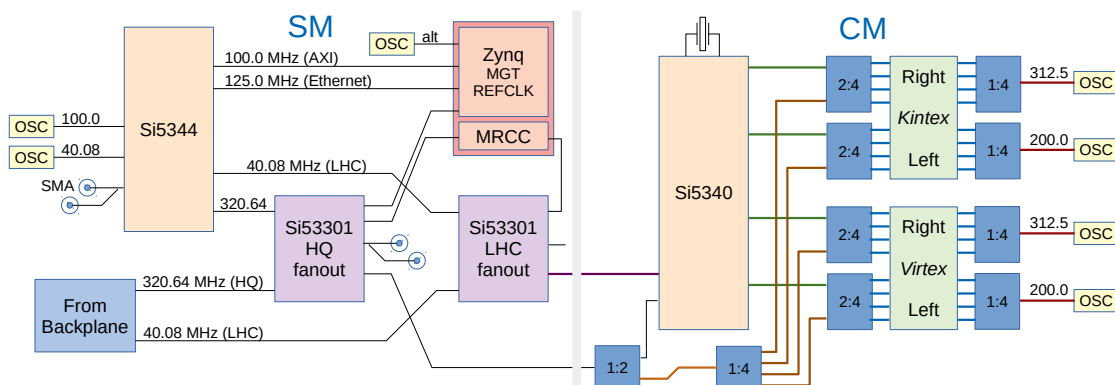 SM
CM
OSC
alt
Zynq
MGT
REFCLK
MRCC
100.0 MHz (AXI)
125.0 MHz (Ethernet)
Si5344
OSC
100.0
OSC
40.08
SMA
40.08 MHz (LHC)
320.64
Si53301
HQ
fanout
Si53301
LHC
fanout
From
Backplane
320.64 MHz (HQ)
40.08 MHz (LHC)
1:2
1:4
Si5340
2:4
Right
Kintex
Left
1:4
312.5
OSC
2:4
1:4
200.0
OSC
2:4
Right
Virtex
Left
1:4
312.5
OSC
2:4
1:4
200.0
OSC